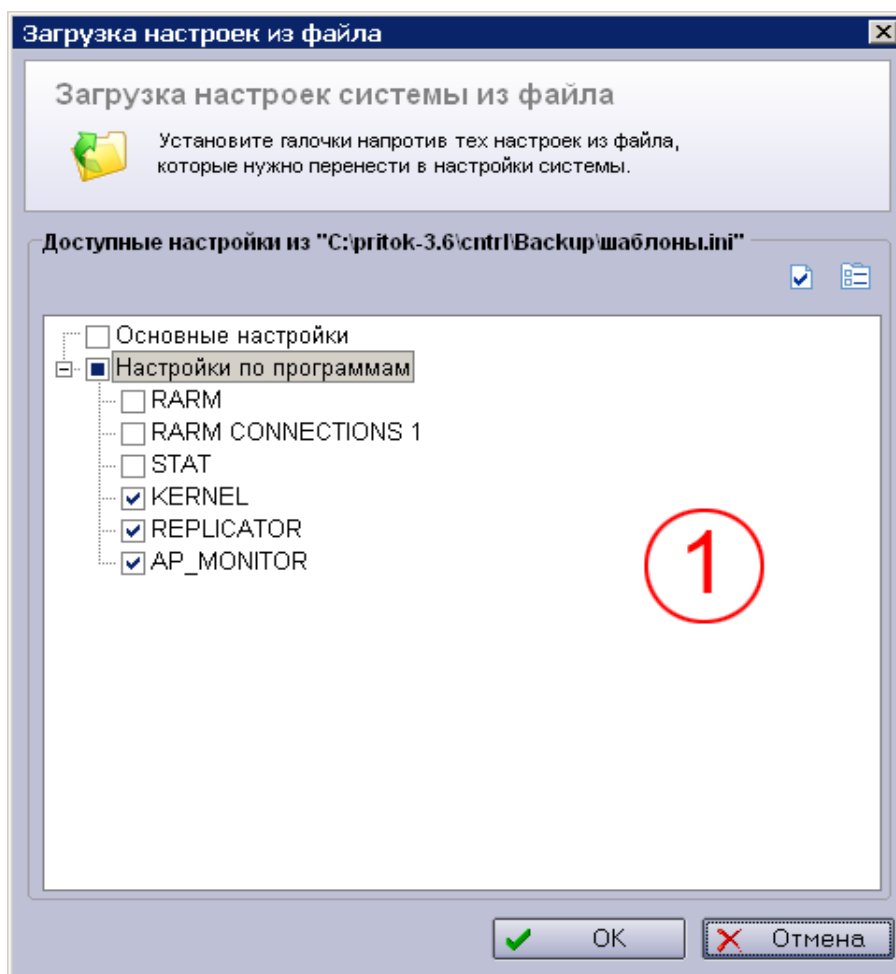 Загрузка настроек из файла
Загрузка настроек системы из файла
Установите галочки напротив тех настроек из файла,
которые нужно перенести в настройки системы.
Доступные настройки из "C:\pritok-3.6\cntrl\Backup\шаблоны.ini"
Основные настройки
Настройки по программам
RARM
RARM CONNECTIONS 1
STAT
KERNEL
REPLICATOR
AP_MONITOR
1
OK
Отмена